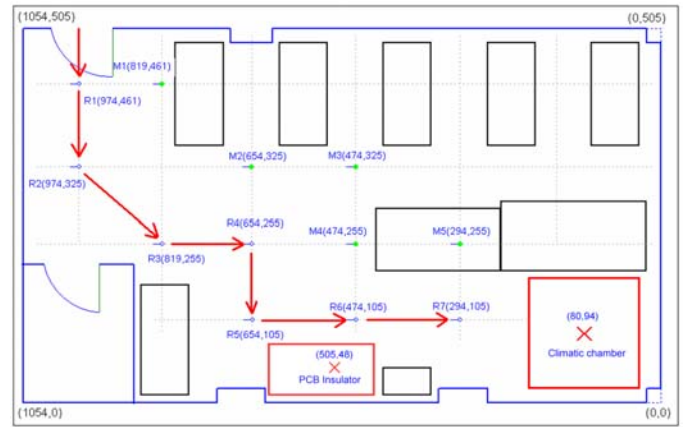 (1054,505)
(0,505)
M1(819,461)
R1(974,461)
M2(654,325)
M3(474,325)
R2(974,325)
R4(654,255)
M4(474,255)
M5(294,255)
R3(819,255)
R6(474,105)
R7(294,105)
R5(654,105)
(80,94)
Climatic chamber
(505,48)
PCB Insulator
(1054,0)
(0,0)